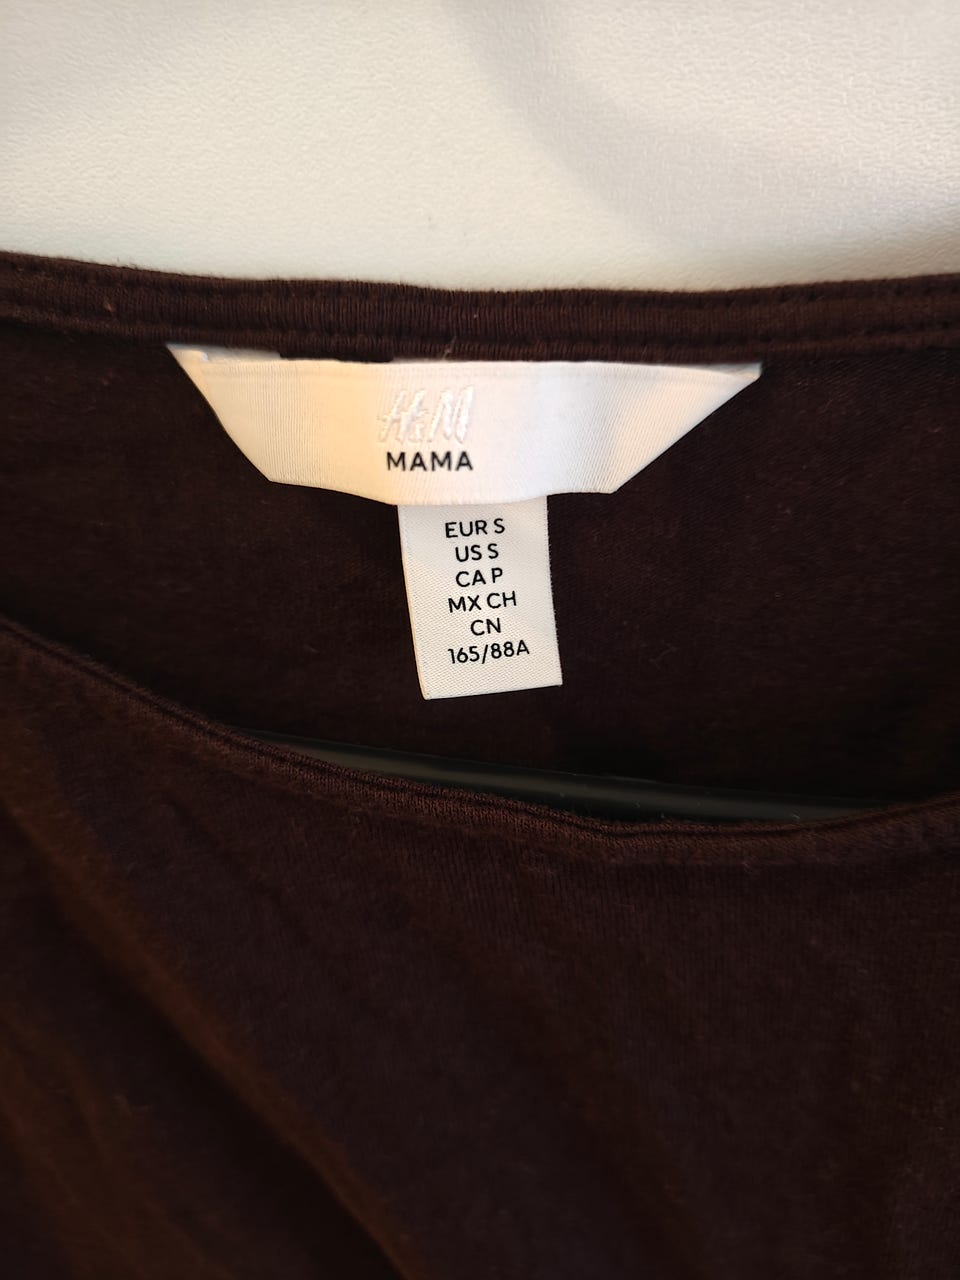 H&M
MAMA
EUR S
US S
CA P
MX CH
CN
165/88A